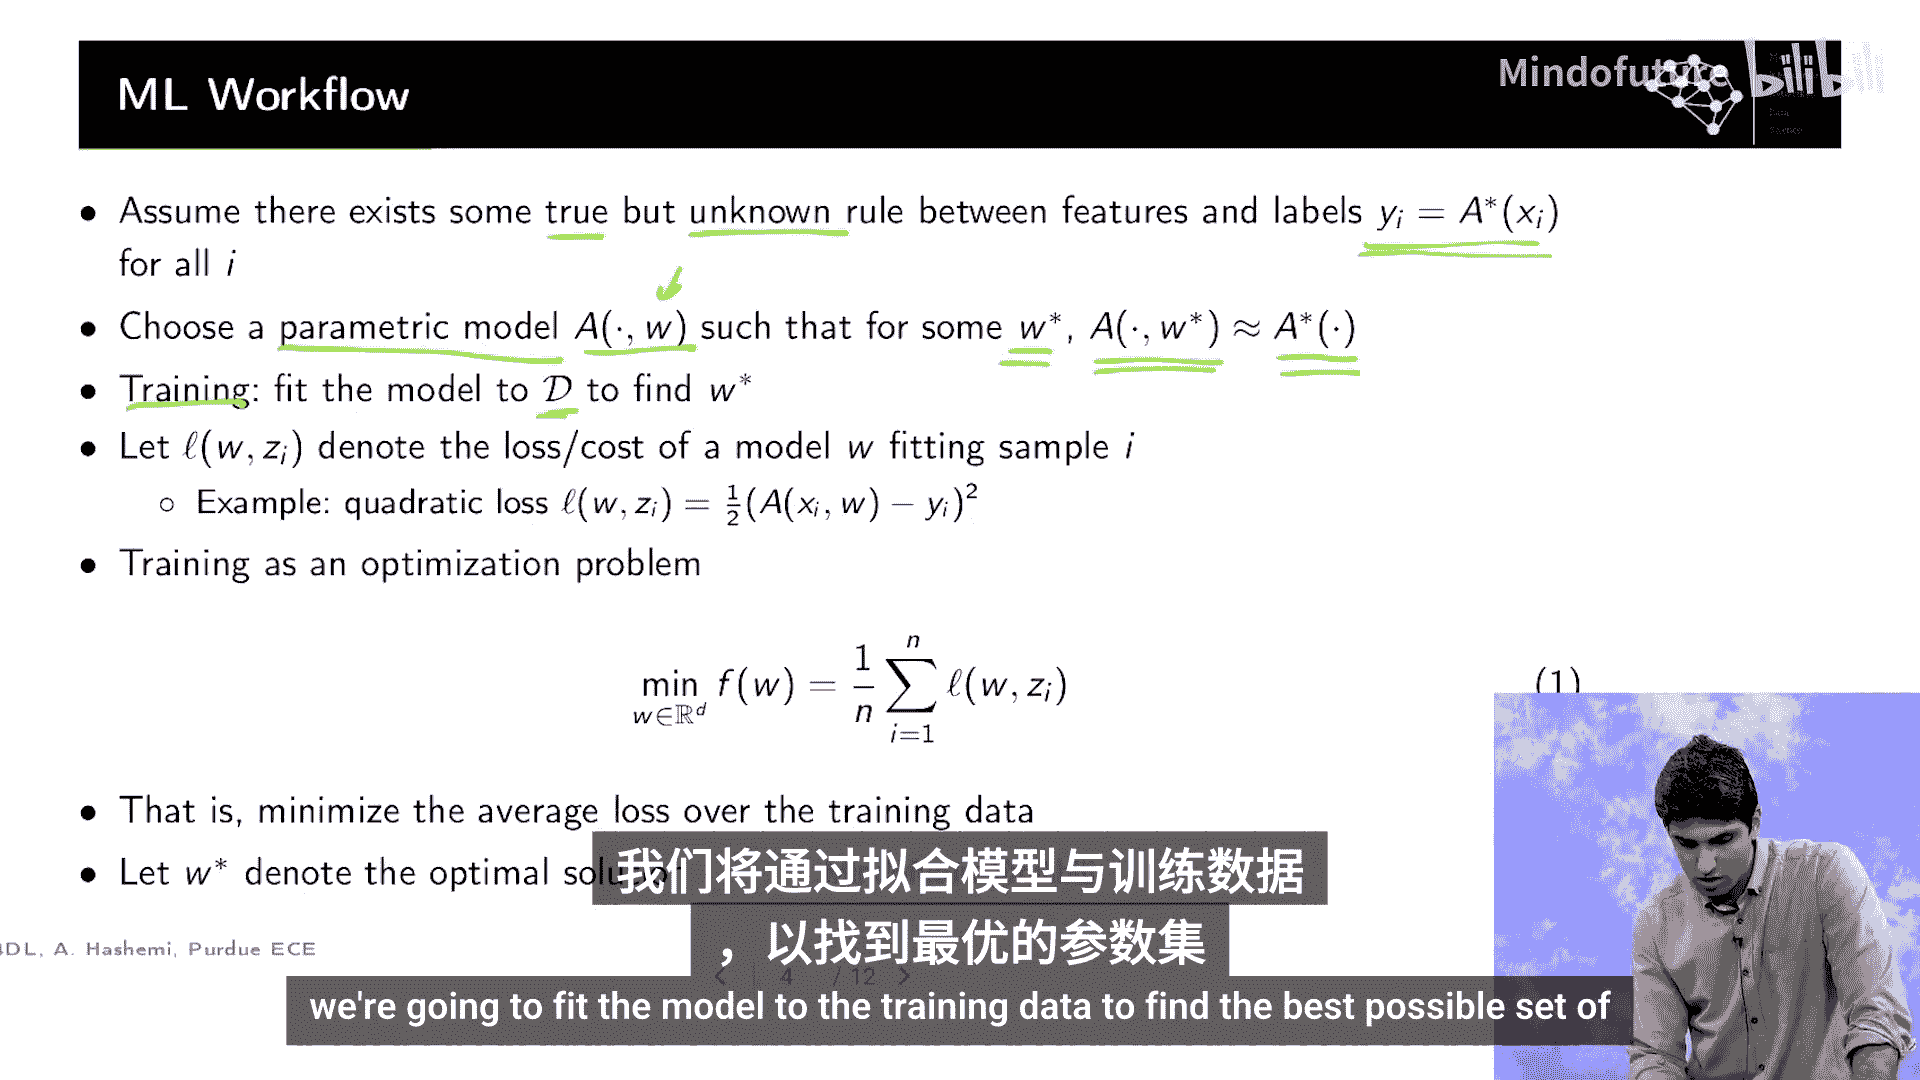 ML Workflow
Mindofuture
bilibili
• Assume there exists some true but unknown rule between features and labels yᵢ = A*(xᵢ)
for all i
• Choose a parametric model A(·, w) such that for some w*, A(·, w*) ≈ A*(·)
• Training: fit the model to 𝒟 to find w*
• Let ℓ(w, zᵢ) denote the loss/cost of a model w fitting sample i
○ Example: quadratic loss ℓ(w, zᵢ) = ½(A(xᵢ, w) − yᵢ)²
• Training as an optimization problem
min_{w∈ℝᵈ} f(w) = 1/n ∑_{i=1}^{n} ℓ(w, zᵢ) (1)
• That is, minimize the average loss over the training data
• Let w* denote the optimal
我们将通过拟合模型与训练数据
，以找到最优的参数集
DL, A. Hashemi, Purdue ECE
4 / 12
we're going to fit the model to the training data to find the best possible set of